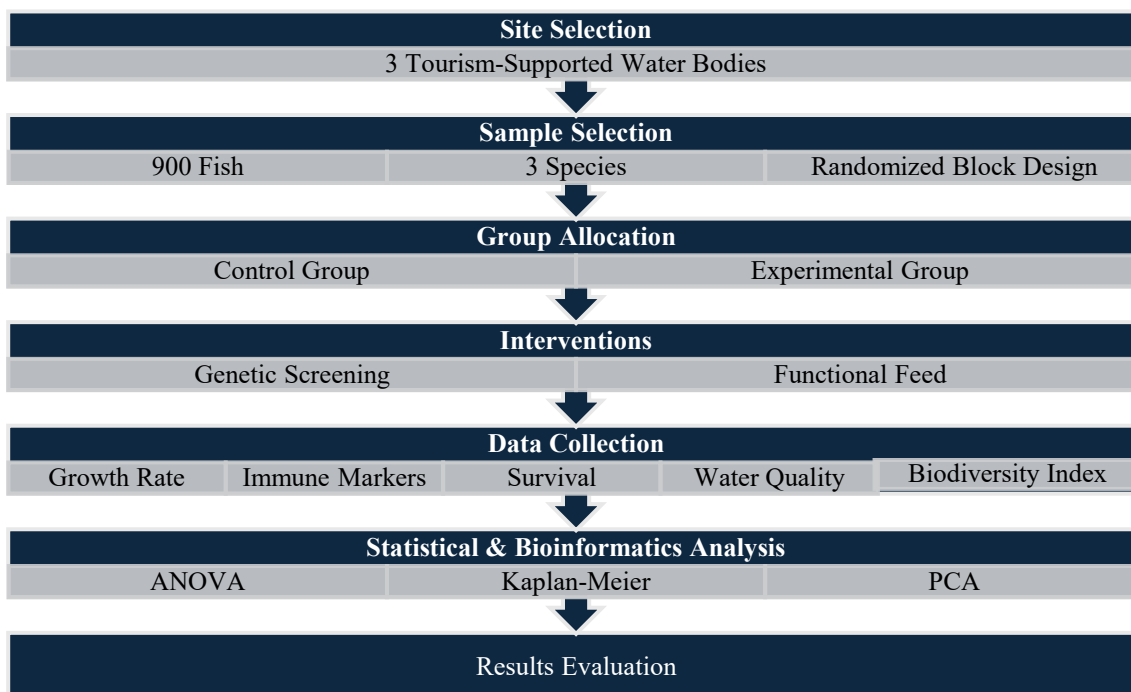 Site Selection
3 Tourism-Supported Water Bodies
Sample Selection
900 Fish 3 Species Randomized Block Design
Group Allocation
Control Group Experimental Group
Interventions
Genetic Screening Functional Feed
Data Collection
Growth Rate Immune Markers Survival Water Quality Biodiversity Index
Statistical & Bioinformatics Analysis
ANOVA Kaplan-Meier PCA
Results Evaluation